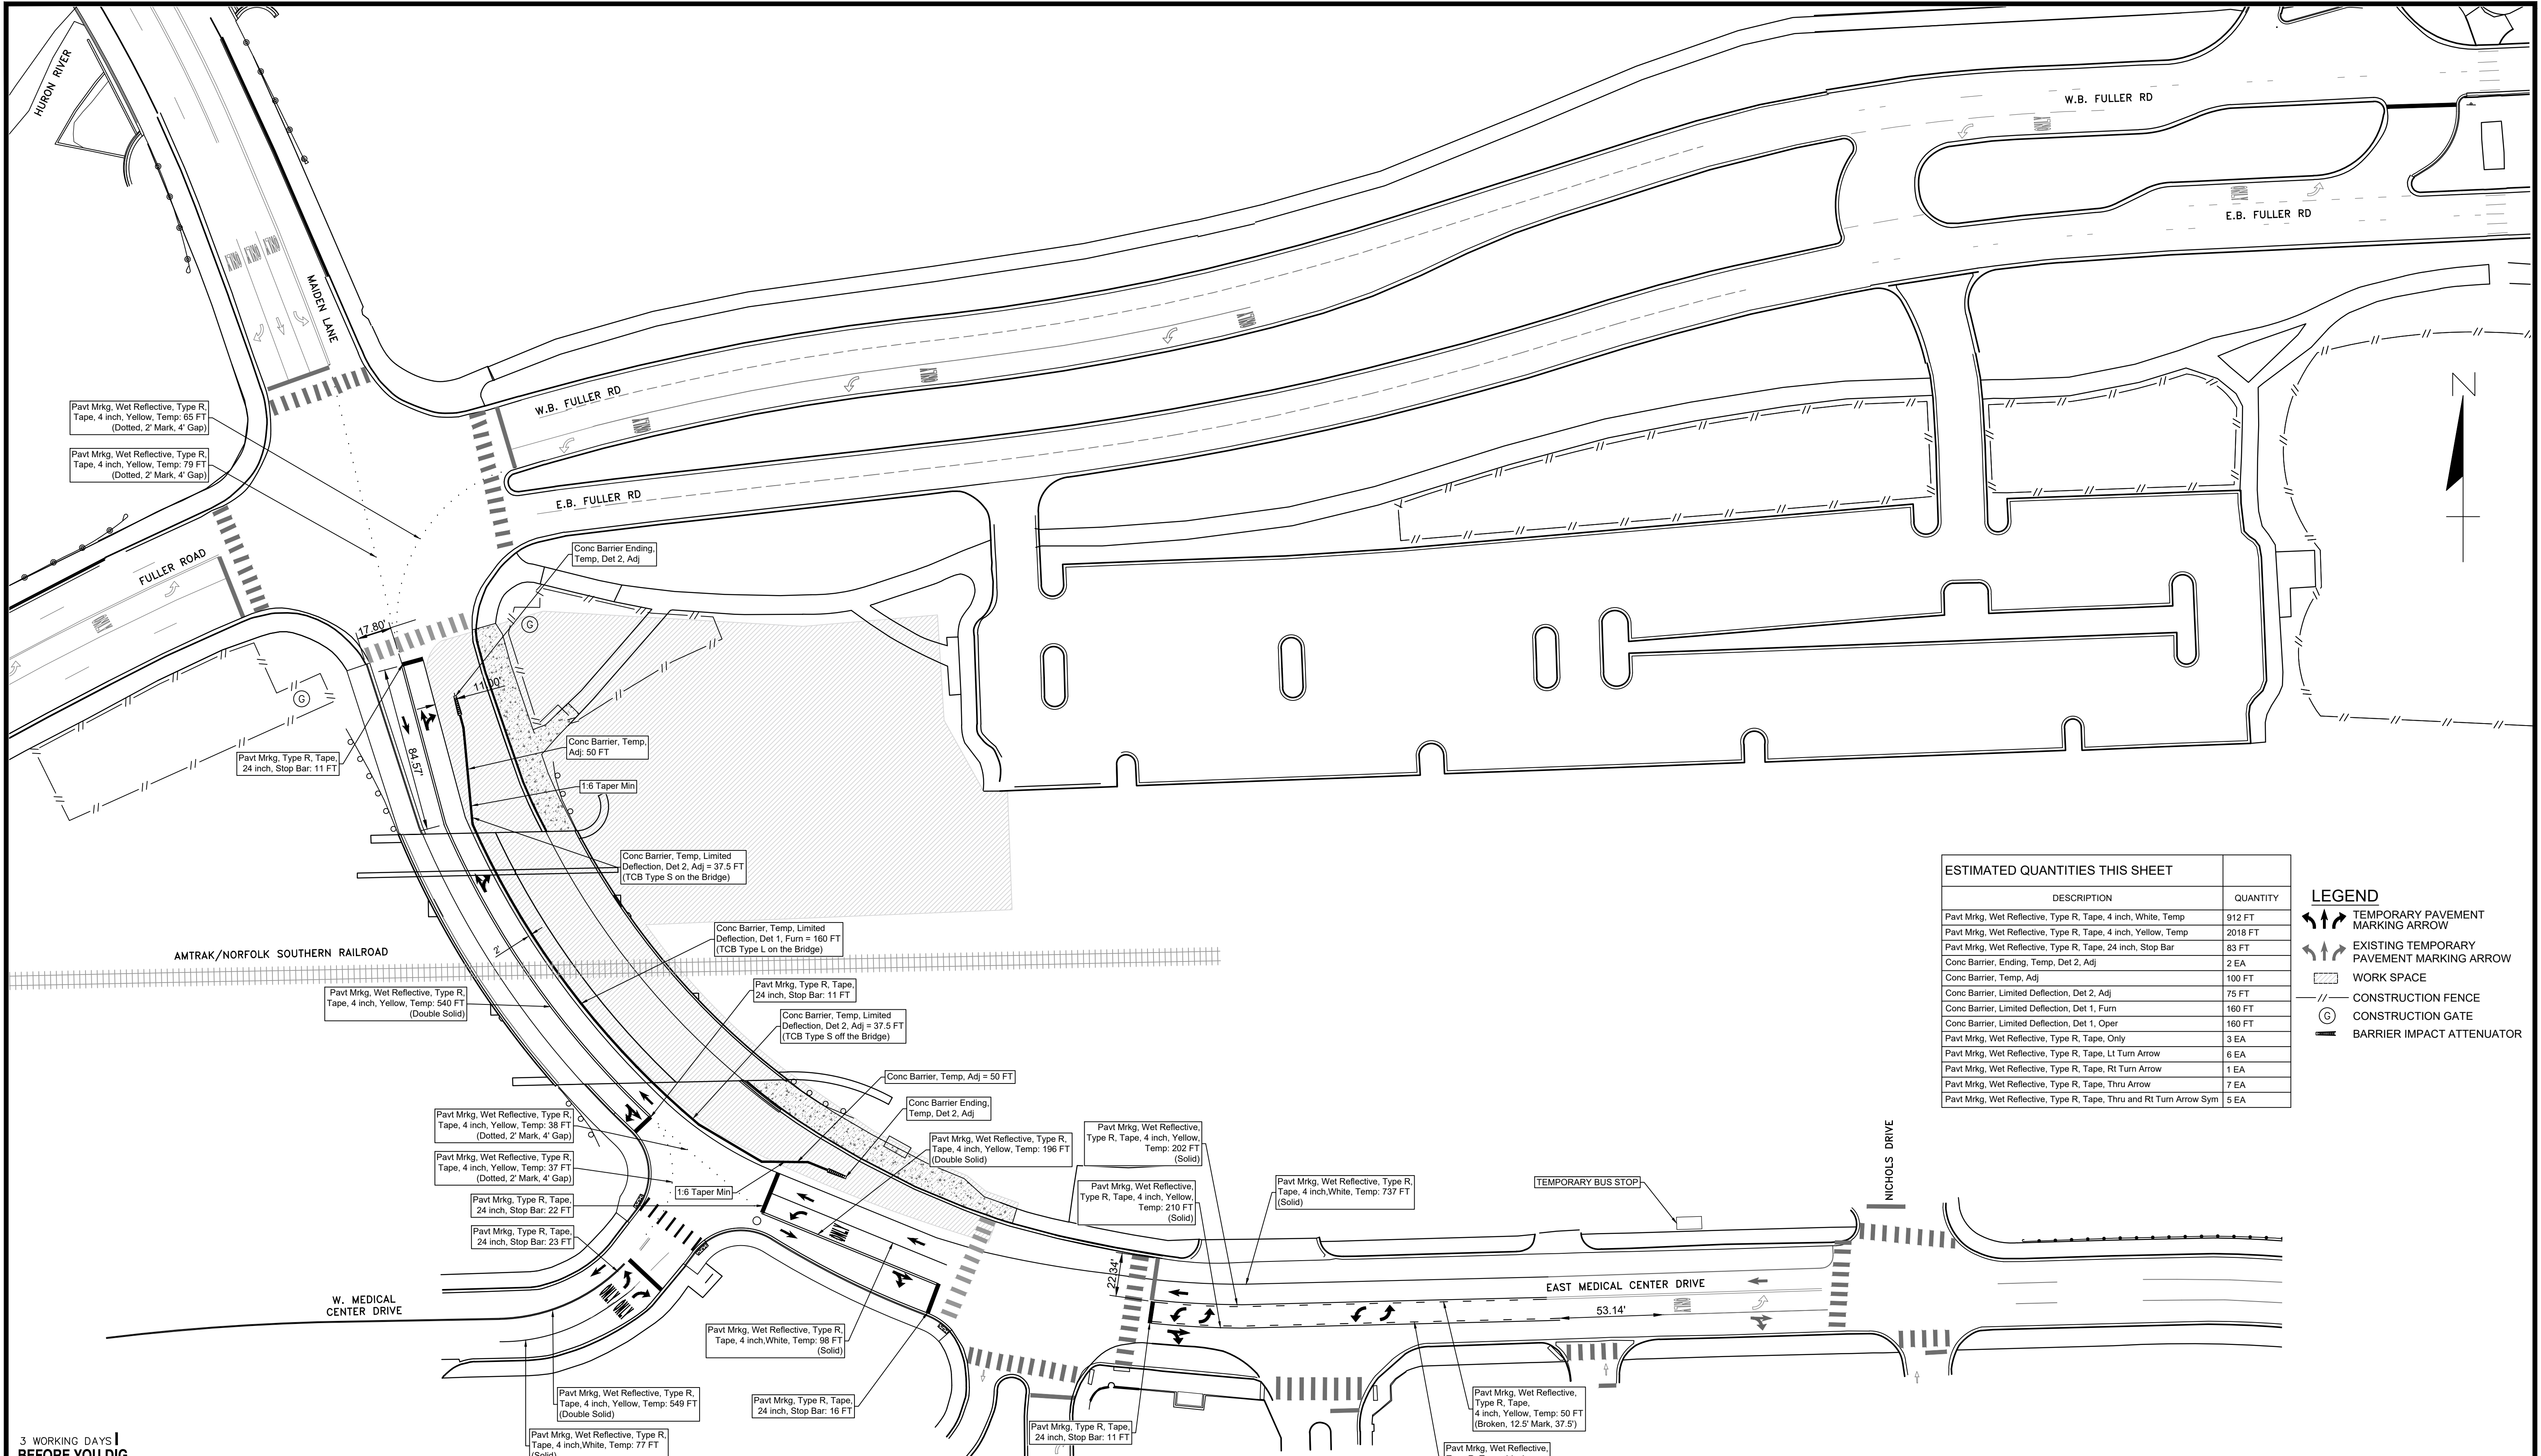 HURON RIVER
W.B. FULLER RD
E.B. FULLER RD
MAIDEN LANE
ONLY
ONLY
ONLY
ONLY
ONLY
ONLY
ONLY
ONLY
N
W.B. FULLER RD
E.B. FULLER RD
Pavt Mrkg, Wet Reflective, Type R,
Tape, 4 inch, Yellow, Temp: 65 FT
(Dotted, 2' Mark, 4' Gap)
Pavt Mrkg, Wet Reflective, Type R,
Tape, 4 inch, Yellow, Temp: 79 FT
(Dotted, 2' Mark, 4' Gap)
FULLER ROAD
ONLY
Conc Barrier Ending,
Temp, Det 2, Adj
G
17.80'
11.00'
G
84.57'
Pavt Mrkg, Type R, Tape,
24 inch, Stop Bar: 11 FT
Conc Barrier, Temp,
Adj: 50 FT
1:6 Taper Min
Conc Barrier, Temp, Limited
Deflection, Det 2, Adj = 37.5 FT
(TCB Type S on the Bridge)
Conc Barrier, Temp, Limited
Deflection, Det 1, Furn = 160 FT
(TCB Type L on the Bridge)
AMTRAK/NORFOLK SOUTHERN RAILROAD
2'
Pavt Mrkg, Wet Reflective, Type R,
Tape, 4 inch, Yellow, Temp: 540 FT
(Double Solid)
Pavt Mrkg, Type R, Tape,
24 inch, Stop Bar: 11 FT
Conc Barrier, Temp, Limited
Deflection, Det 2, Adj = 37.5 FT
(TCB Type S off the Bridge)
Conc Barrier, Temp, Adj = 50 FT
Conc Barrier Ending,
Temp, Det 2, Adj
Pavt Mrkg, Wet Reflective, Type R,
Tape, 4 inch, Yellow, Temp: 38 FT
(Dotted, 2' Mark, 4' Gap)
Pavt Mrkg, Wet Reflective, Type R,
Tape, 4 inch, Yellow, Temp: 37 FT
(Dotted, 2' Mark, 4' Gap)
Pavt Mrkg, Type R, Tape,
24 inch, Stop Bar: 22 FT
Pavt Mrkg, Type R, Tape,
24 inch, Stop Bar: 23 FT
1:6 Taper Min
Pavt Mrkg, Wet Reflective, Type R,
Tape, 4 inch, Yellow, Temp: 196 FT
(Double Solid)
Pavt Mrkg, Wet Reflective,
Type R, Tape, 4 inch, Yellow,
Temp: 202 FT
(Solid)
Pavt Mrkg, Wet Reflective,
Type R, Tape, 4 inch, Yellow,
Temp: 210 FT
(Solid)
Pavt Mrkg, Wet Reflective, Type R,
Tape, 4 inch,White, Temp: 737 FT
(Solid)
TEMPORARY BUS STOP
NICHOLS DRIVE
ONLY
ONLY
ONLY
22.34'
EAST MEDICAL CENTER DRIVE
53.14'
ONLY
W. MEDICAL
CENTER DRIVE
Pavt Mrkg, Wet Reflective, Type R,
Tape, 4 inch,White, Temp: 98 FT
(Solid)
Pavt Mrkg, Type R, Tape,
24 inch, Stop Bar: 16 FT
Pavt Mrkg, Wet Reflective, Type R,
Tape, 4 inch, Yellow, Temp: 549 FT
(Double Solid)
Pavt Mrkg, Wet Reflective, Type R,
Tape, 4 inch,White, Temp: 77 FT
(Solid)
Pavt Mrkg, Type R, Tape,
24 inch, Stop Bar: 11 FT
Pavt Mrkg, Wet Reflective,
Type R, Tape,
4 inch, Yellow, Temp: 50 FT
(Broken, 12.5' Mark, 37.5')
Pavt Mrkg, Wet Reflective,
3 WORKING DAYS
BEFORE YOU DIG
ESTIMATED QUANTITIES THIS SHEET
DESCRIPTION QUANTITY
Pavt Mrkg, Wet Reflective, Type R, Tape, 4 inch, White, Temp 912 FT
Pavt Mrkg, Wet Reflective, Type R, Tape, 4 inch, Yellow, Temp 2018 FT
Pavt Mrkg, Wet Reflective, Type R, Tape, 24 inch, Stop Bar 83 FT
Conc Barrier, Ending, Temp, Det 2, Adj 2 EA
Conc Barrier, Temp, Adj 100 FT
Conc Barrier, Limited Deflection, Det 2, Adj 75 FT
Conc Barrier, Limited Deflection, Det 1, Furn 160 FT
Conc Barrier, Limited Deflection, Det 1, Oper 160 FT
Pavt Mrkg, Wet Reflective, Type R, Tape, Only 3 EA
Pavt Mrkg, Wet Reflective, Type R, Tape, Lt Turn Arrow 6 EA
Pavt Mrkg, Wet Reflective, Type R, Tape, Rt Turn Arrow 1 EA
Pavt Mrkg, Wet Reflective, Type R, Tape, Thru Arrow 7 EA
Pavt Mrkg, Wet Reflective, Type R, Tape, Thru and Rt Turn Arrow Sym 5 EA
LEGEND
TEMPORARY PAVEMENT
MARKING ARROW
EXISTING TEMPORARY
PAVEMENT MARKING ARROW
WORK SPACE
CONSTRUCTION FENCE
G CONSTRUCTION GATE
BARRIER IMPACT ATTENUATOR